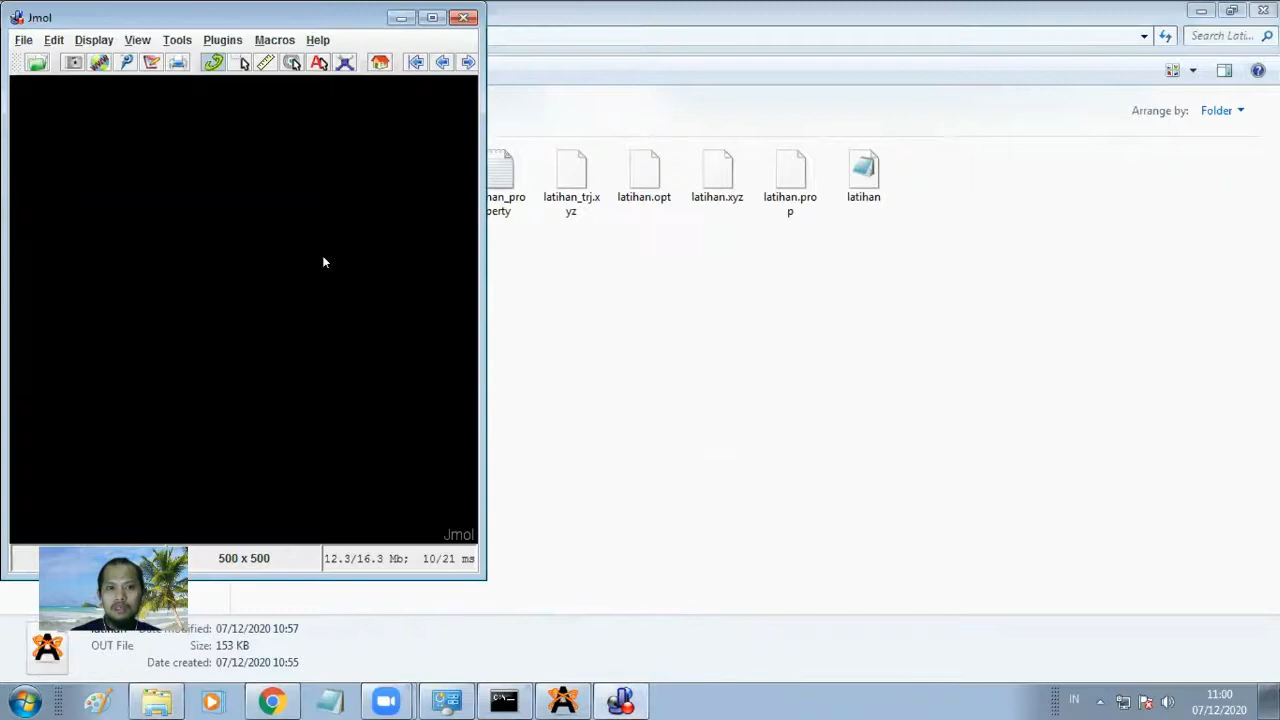 Jmol
File Edit Display View Tools Plugins Macros Help
Search Lati...
Arrange by: Folder
latihan_trj.x
yz
latihan.opt
latihan.xyz
latihan.pro
p
latihan
han_pro
perty
Jmol
500 x 500
12.3/16.3 Mb; 10/21 ms
Date modified: 07/12/2020 10:57
OUT File
Size: 153 KB
Date created: 07/12/2020 10:55
C:\
IN
11:00
07/12/2020